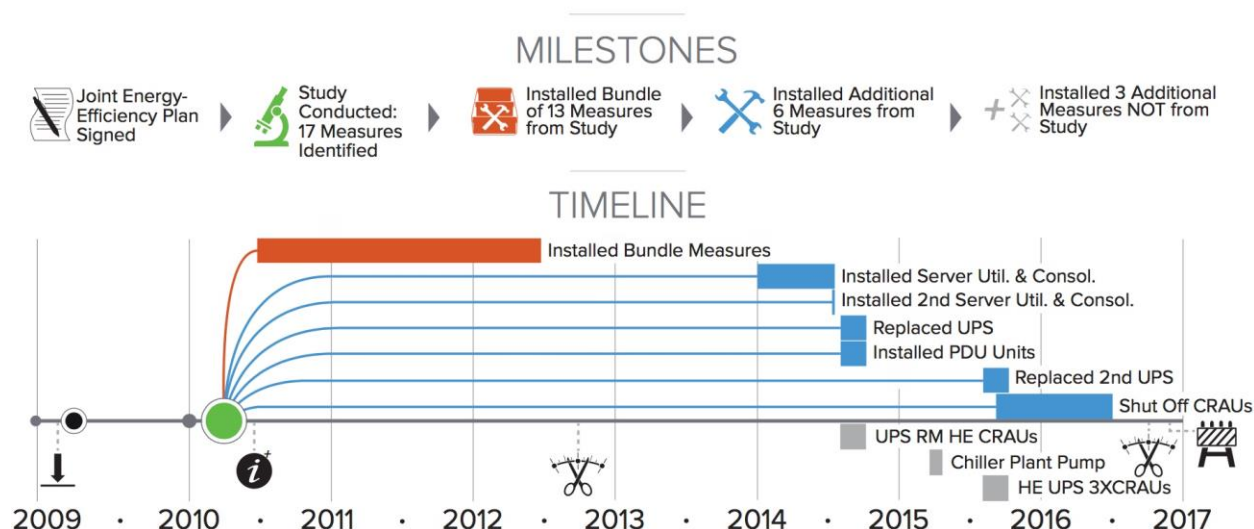 MILESTONES
Joint Energy-
Efficiency Plan
Signed
Study
Conducted:
17 Measures
Identified
Installed Bundle
of 13 Measures
from Study
Installed Additional
6 Measures from
Study
+
Installed 3 Additional
Measures NOT from
Study
TIMELINE
Installed Bundle Measures
Installed Server Util. & Consol.
Installed 2nd Server Util. & Consol.
Replaced UPS
Installed PDU Units
Replaced 2nd UPS
Shut Off CRAUs
i+
UPS RM HE CRAUs
Chiller Plant Pump
HE UPS 3XCRAUs
2009 · 2010 · 2011 · 2012 · 2013 · 2014 · 2015 · 2016 · 2017